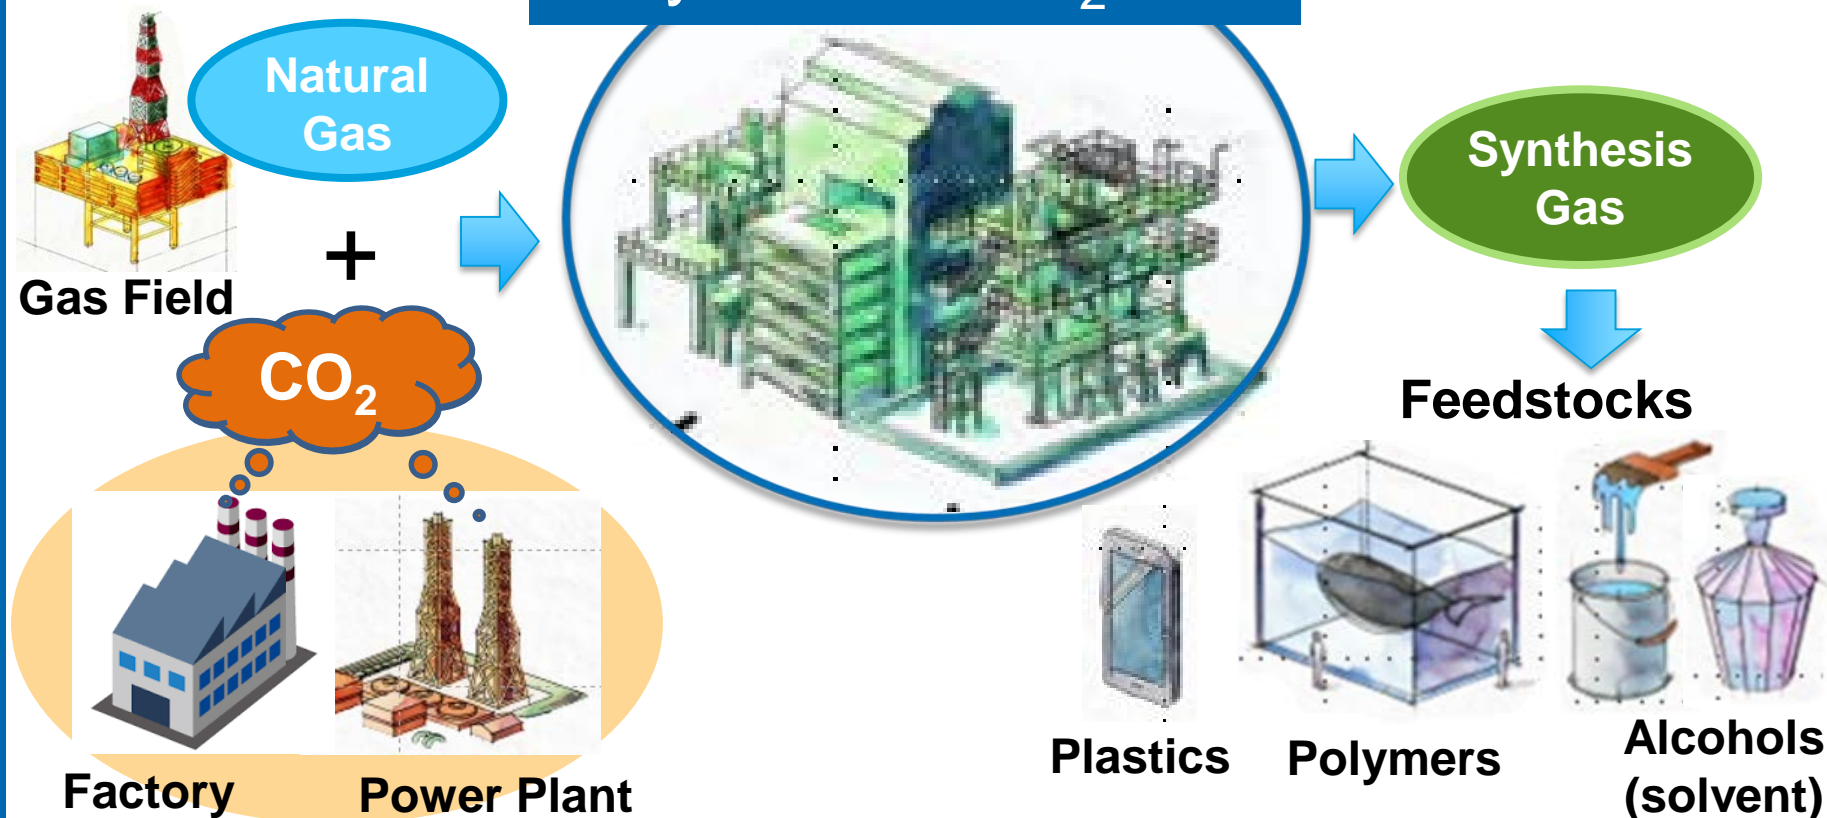 Natural
Gas
+
Gas Field
CO₂
Factory
Power Plant
Synthesis
Gas
Feedstocks
Plastics
Polymers
Alcohols
(solvent)